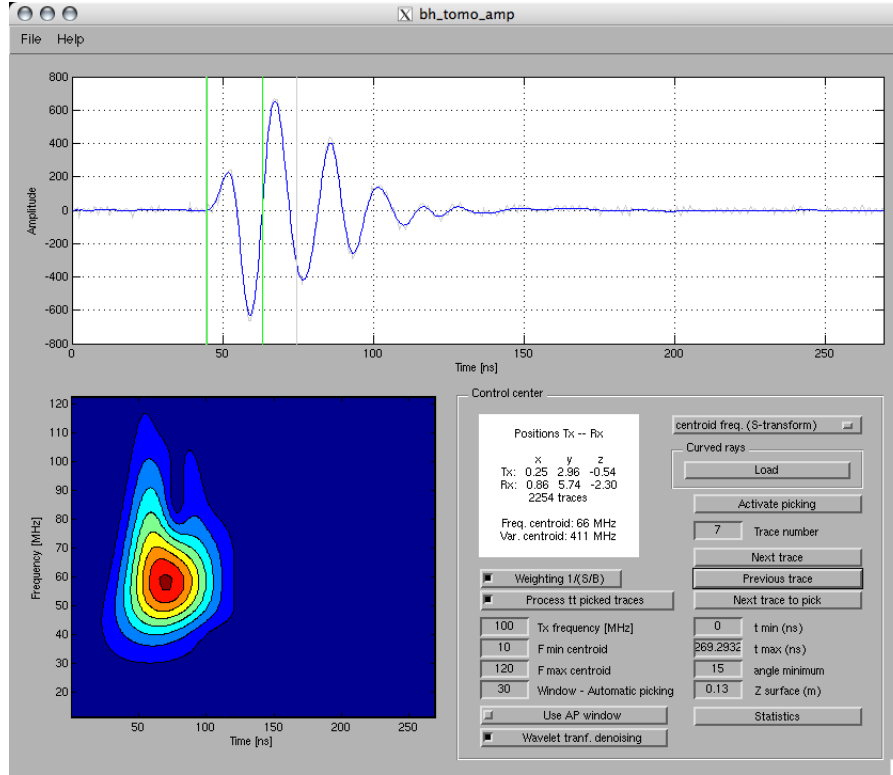 X bh_tomo_amp
File Help
800
600
400
200
0
-200
-400
-600
-800
Amplitude
0 50 100 150 200 250
Time [ns]
120
110
100
90
80
70
60
50
40
30
20
Frequency [MHz]
50 100 150 200 250
Time [ns]
Control center
Positions Tx -- Rx
x y z
Tx: 0.25 2.96 -0.54
Rx: 0.86 5.74 -2.30
2254 traces
Freq. centroid: 66 MHz
Var. centroid: 411 MHz
centroid freq. (S-transform)
Curved rays
Load
Activate picking
7 Trace number
Next trace
Previous trace
Next trace to pick
Weighting 1/(S/B)
Process tt picked traces
100 Tx frequency [MHz]
10 F min centroid
120 F max centroid
30 Window - Automatic picking
0 t min (ns)
269.2932 t max (ns)
15 angle minimum
0.13 Z surface (m)
Use AP window
Wavelet tranf. denoising
Statistics